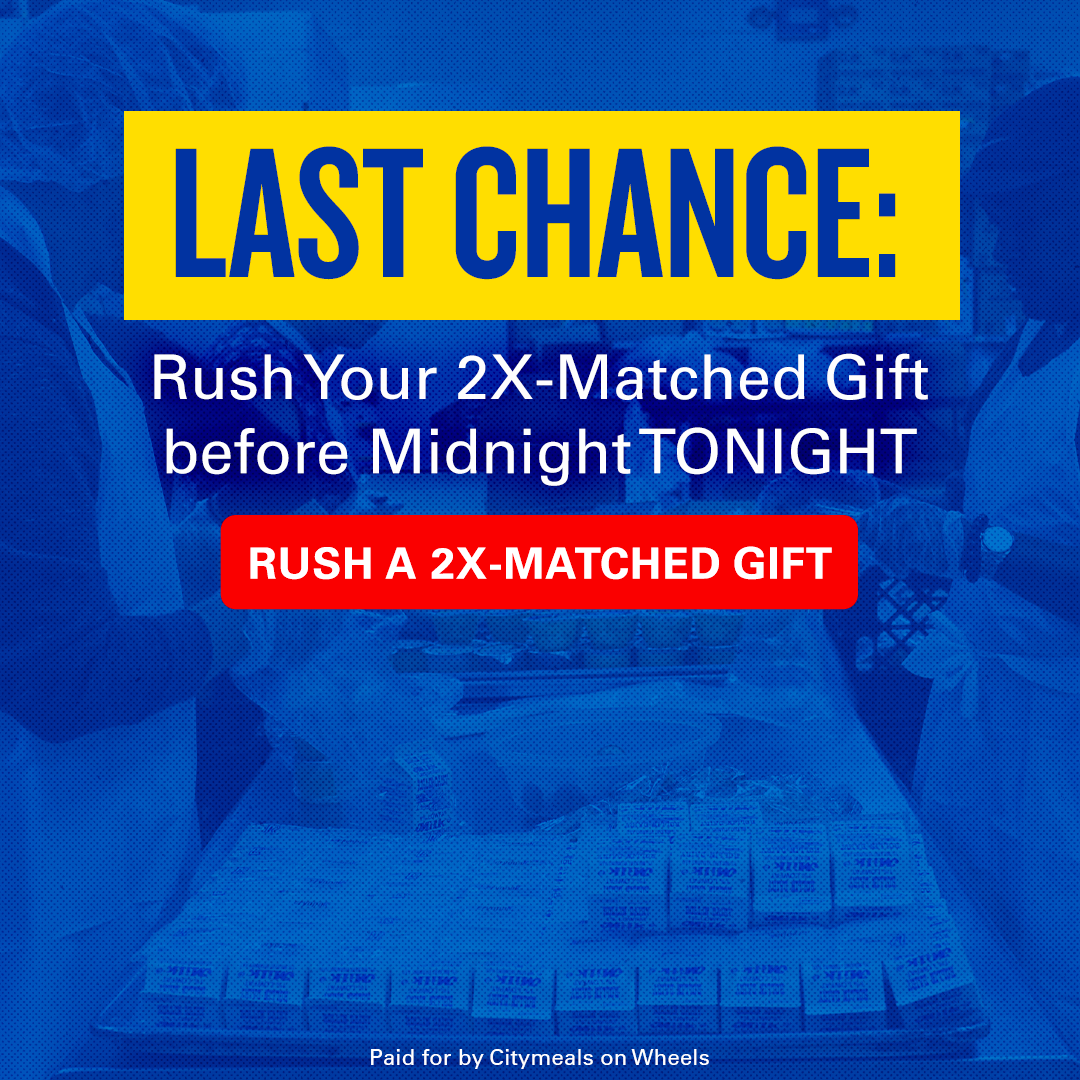 LAST CHANCE:
Rush Your 2X-Matched Gift
before Midnight TONIGHT
RUSH A 2X-MATCHED GIFT
Paid for by Citymeals on Wheels